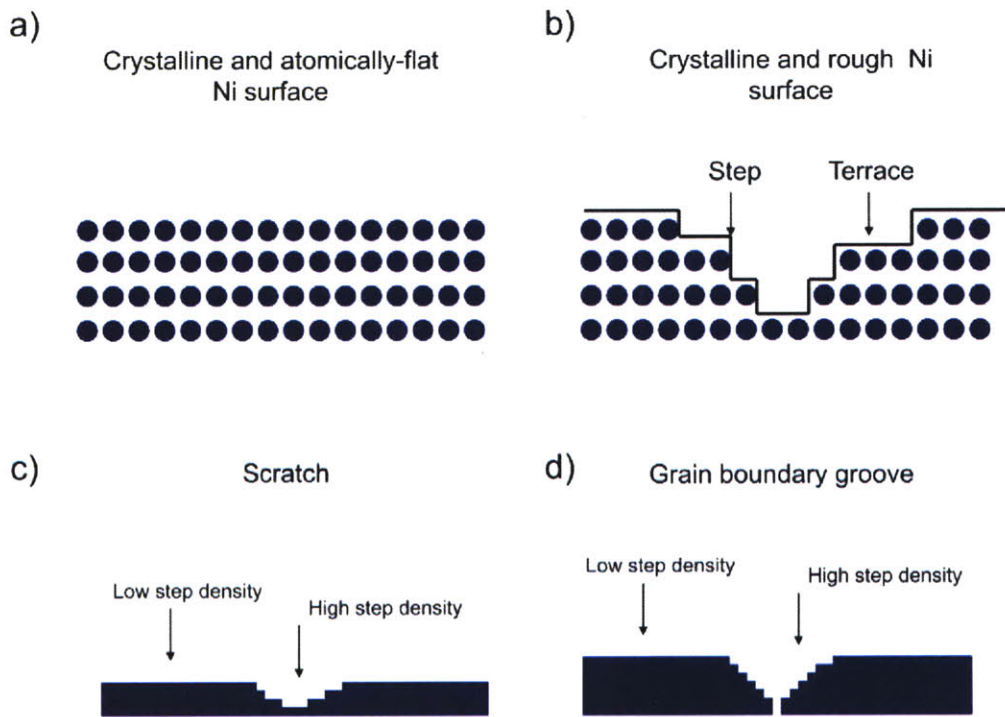 a)
Crystalline and atomically-flat
Ni surface
b)
Crystalline and rough Ni
surface
Step
Terrace
c)
Scratch
Low step density
High step density
d)
Grain boundary groove
Low step density
High step density